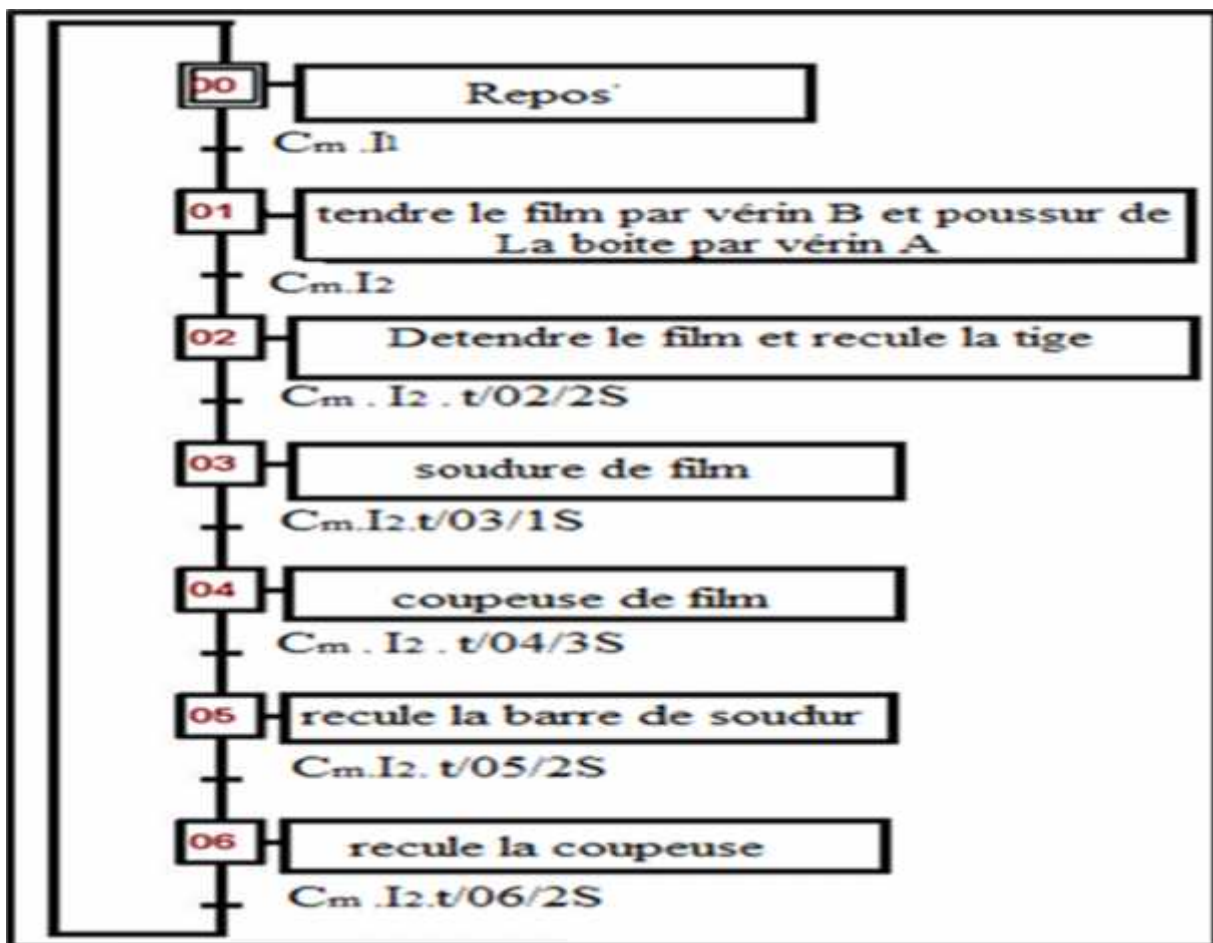 00
Repos
Cm .I1
01
tendre le film par vérin B et poussur de
La boite par vérin A
Cm.I2
02
Detendre le film et recule la tige
Cm . I2 . t/02/2S
03
soudure de film
Cm.I2.t/03/1S
04
coupeuse de film
Cm . I2 . t/04/3S
05
recule la barre de soudur
Cm.I2. t/05/2S
06
recule la coupeuse
Cm .I2.t/06/2S